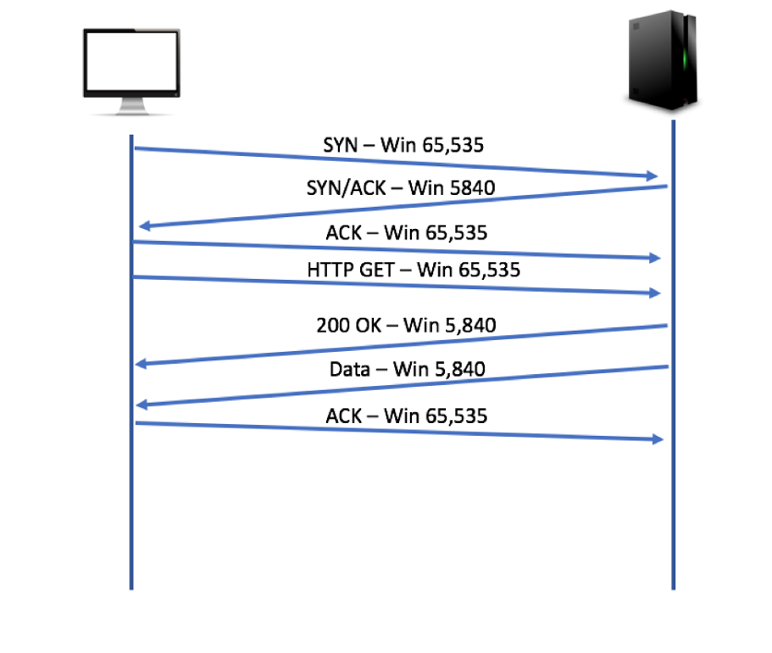 SYN – Win 65,535
SYN/ACK – Win 5840
ACK – Win 65,535
HTTP GET – Win 65,535
200 OK – Win 5,840
Data – Win 5,840
ACK – Win 65,535